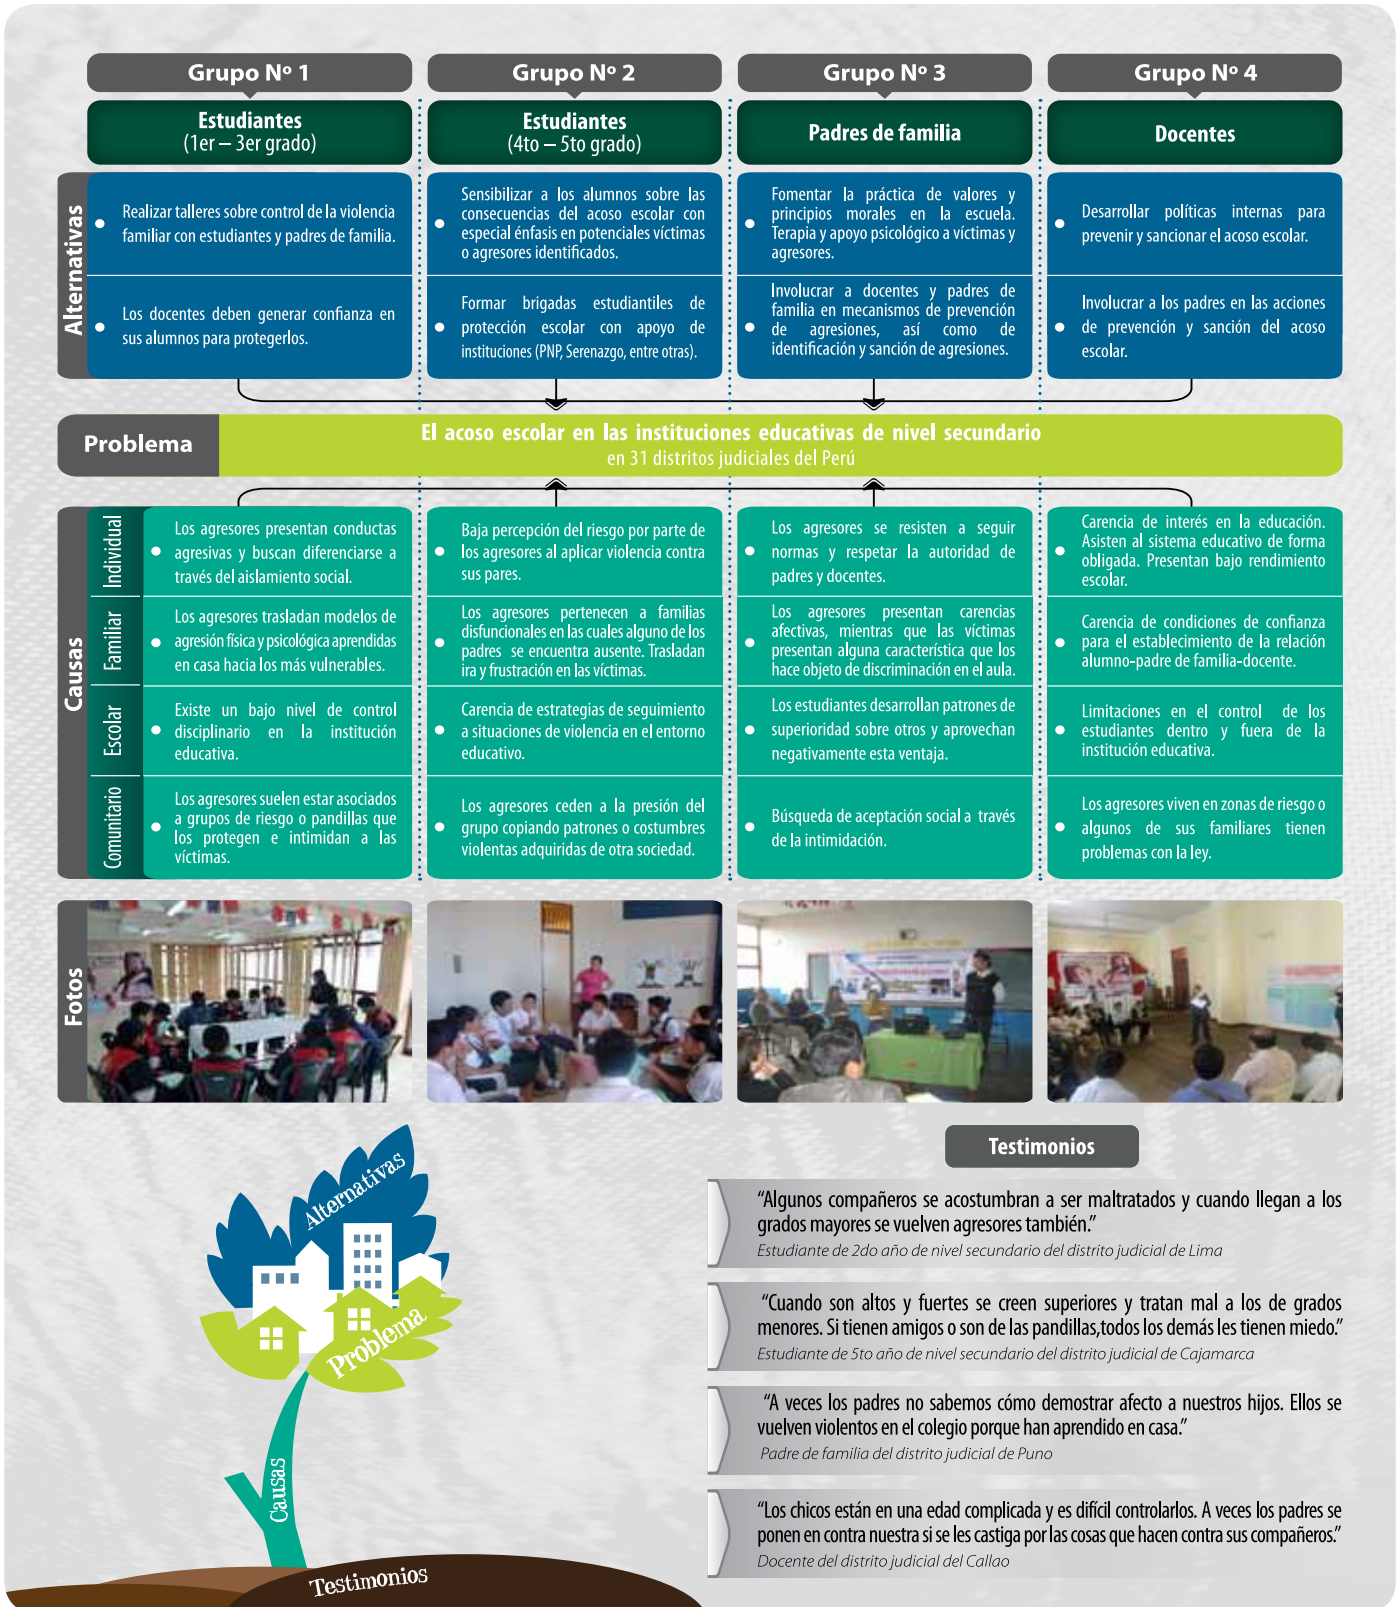 Grupo Nº 1
Grupo Nº 2
Grupo Nº 3
Grupo Nº 4
Estudiantes
(1er – 3er grado)
Estudiantes
(4to – 5to grado)
Padres de familia
Docentes
Alternativas
Realizar talleres sobre control de la violencia
familiar con estudiantes y padres de familia.
Sensibilizar a los alumnos sobre las
consecuencias del acoso escolar con
especial énfasis en potenciales víctimas
o agresores identificados.
Fomentar la práctica de valores y
principios morales en la escuela.
Terapia y apoyo psicológico a víctimas y
agresores.
Desarrollar políticas internas para
prevenir y sancionar el acoso escolar.
Los docentes deben generar confianza en
sus alumnos para protegerlos.
Formar brigadas estudiantiles de
protección escolar con apoyo de
instituciones (PNP, Serenazgo, entre otras).
Involucrar a docentes y padres de
familia en mecanismos de prevención
de agresiones, así como de
identificación y sanción de agresiones.
Involucrar a los padres en las acciones
de prevención y sanción del acoso
escolar.
Problema
El acoso escolar en las instituciones educativas de nivel secundario
en 31 distritos judiciales del Perú
Causas
Individual
Los agresores presentan conductas
agresivas y buscan diferenciarse a
través del aislamiento social.
Baja percepción del riesgo por parte de
los agresores al aplicar violencia contra
sus pares.
Los agresores se resisten a seguir
normas y respetar la autoridad de
padres y docentes.
Carencia de interés en la educación.
Asisten al sistema educativo de forma
obligada. Presentan bajo rendimiento
escolar.
Familiar
Los agresores trasladan modelos de
agresión física y psicológica aprendidas
en casa hacia los más vulnerables.
Los agresores pertenecen a familias
disfuncionales en las cuales alguno de los
padres se encuentra ausente. Trasladan
ira y frustración en las víctimas.
Los agresores presentan carencias
afectivas, mientras que las víctimas
presentan alguna característica que los
hace objeto de discriminación en el aula.
Carencia de condiciones de confianza
para el establecimiento de la relación
alumno-padre de familia-docente.
Escolar
Existe un bajo nivel de control
disciplinario en la institución
educativa.
Carencia de estrategias de seguimiento
a situaciones de violencia en el entorno
educativo.
Los estudiantes desarrollan patrones de
superioridad sobre otros y aprovechan
negativamente esta ventaja.
Limitaciones en el control de los
estudiantes dentro y fuera de la
institución educativa.
Comunitario
Los agresores suelen estar asociados
a grupos de riesgo o pandillas que
los protegen e intimidan a las
víctimas.
Los agresores ceden a la presión del
grupo copiando patrones o costumbres
violentas adquiridas de otra sociedad.
Búsqueda de aceptación social a través
de la intimidación.
Los agresores viven en zonas de riesgo o
algunos de sus familiares tienen
problemas con la ley.
Fotos
Alternativas
Problema
Causas
Testimonios
Testimonios
“Algunos compañeros se acostumbran a ser maltratados y cuando llegan a los
grados mayores se vuelven agresores también.”
Estudiante de 2do año de nivel secundario del distrito judicial de Lima
“Cuando son altos y fuertes se creen superiores y tratan mal a los de grados
menores. Si tienen amigos o son de las pandillas,todos los demás les tienen miedo.”
Estudiante de 5to año de nivel secundario del distrito judicial de Cajamarca
“A veces los padres no sabemos cómo demostrar afecto a nuestros hijos. Ellos se
vuelven violentos en el colegio porque han aprendido en casa.”
Padre de familia del distrito judicial de Puno
“Los chicos están en una edad complicada y es difícil controlarlos. A veces los padres se
ponen en contra nuestra si se les castiga por las cosas que hacen contra sus compañeros.”
Docente del distrito judicial del Callao